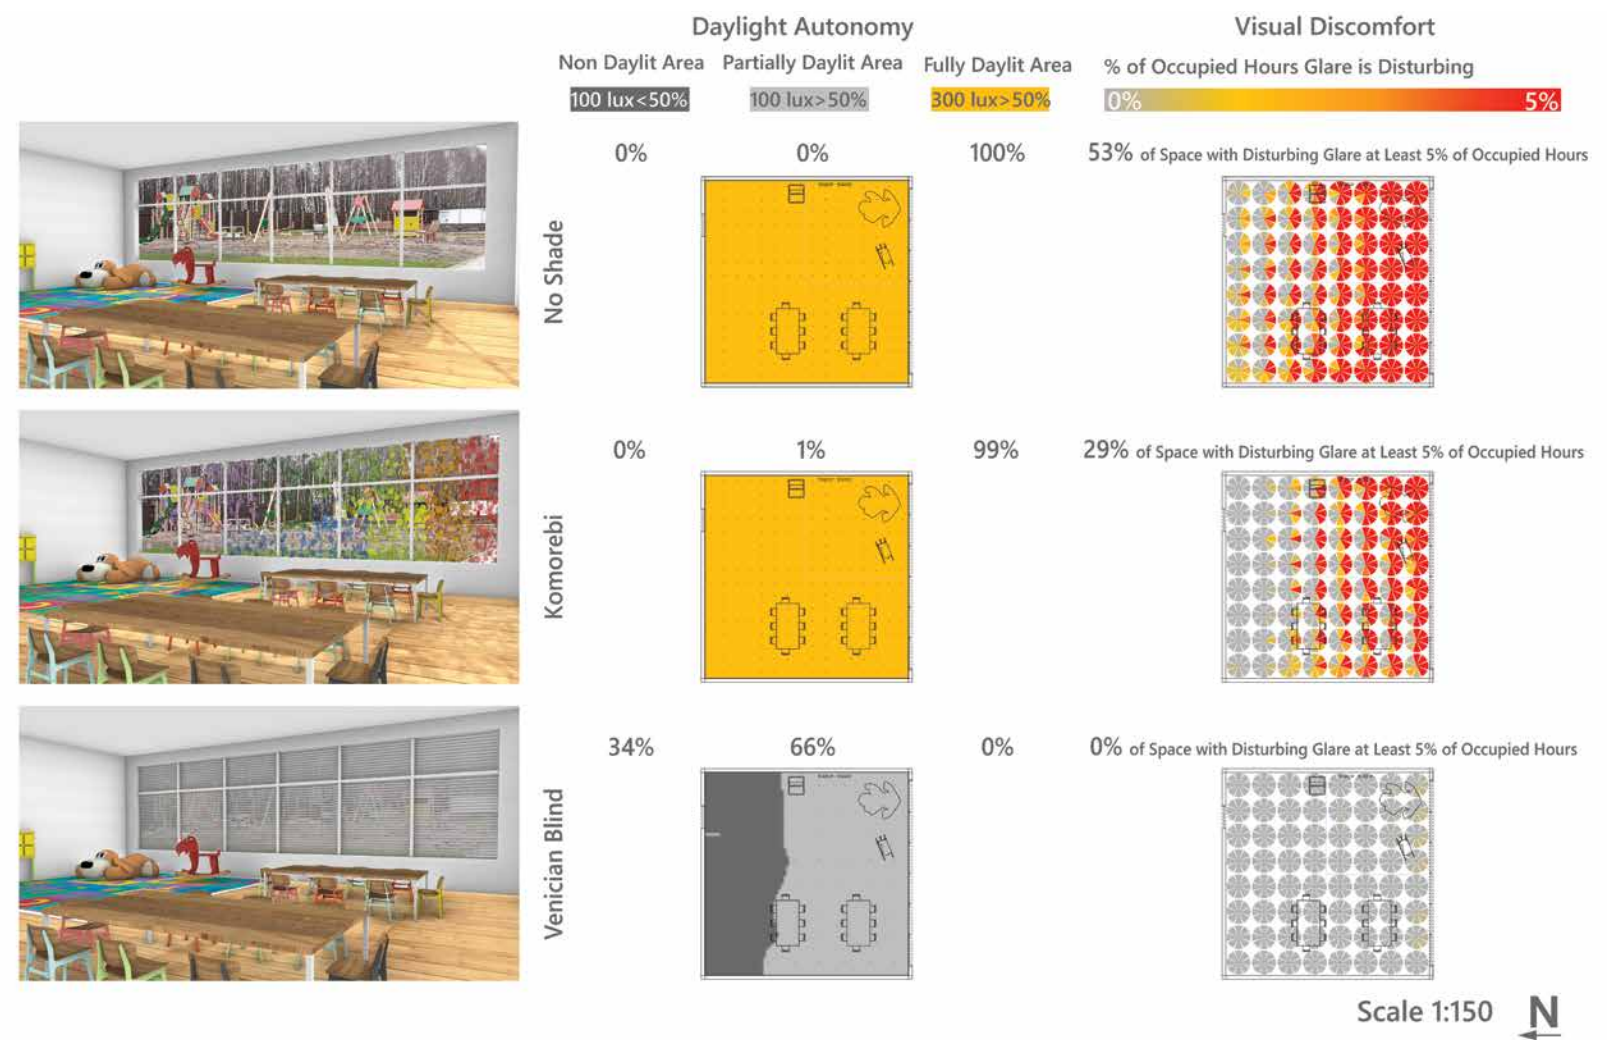 Daylight Autonomy
Visual Discomfort
Non Daylit Area
Partially Daylit Area
Fully Daylit Area
% of Occupied Hours Glare is Disturbing
100 lux<50%
100 lux>50%
300 lux>50%
0%
5%
No Shade
0%
0%
100%
53% of Space with Disturbing Glare at Least 5% of Occupied Hours
Komorebi
0%
1%
99%
29% of Space with Disturbing Glare at Least 5% of Occupied Hours
Venician Blind
34%
66%
0%
0% of Space with Disturbing Glare at Least 5% of Occupied Hours
Scale 1:150
N